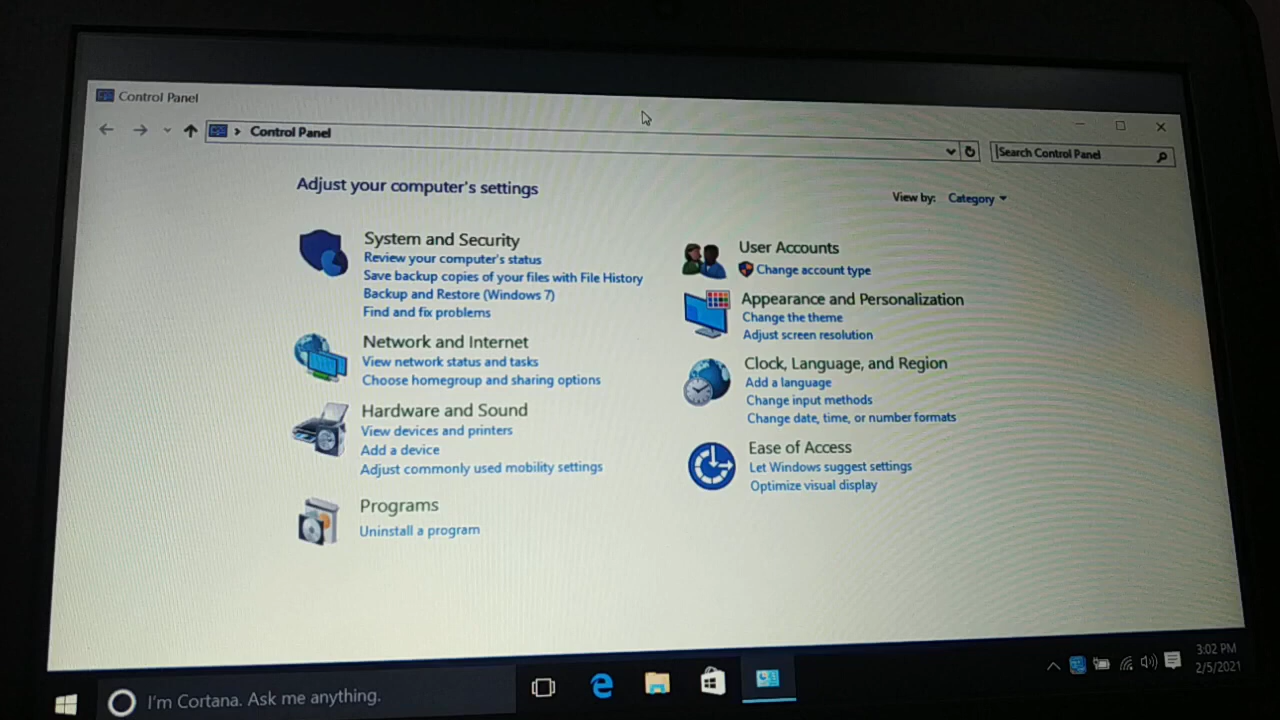 Control Panel
Control Panel
Search Control Panel
Adjust your computer's settings
View by: Category
System and Security
Review your computer's status
Save backup copies of your files with File History
Backup and Restore (Windows 7)
Find and fix problems
Network and Internet
View network status and tasks
Choose homegroup and sharing options
Hardware and Sound
View devices and printers
Add a device
Adjust commonly used mobility settings
Programs
Uninstall a program
User Accounts
Change account type
Appearance and Personalization
Change the theme
Adjust screen resolution
Clock, Language, and Region
Add a language
Change input methods
Change date, time, or number formats
Ease of Access
Let Windows suggest settings
Optimize visual display
I'm Cortana. Ask me anything.
3:02 PM
2/5/2021